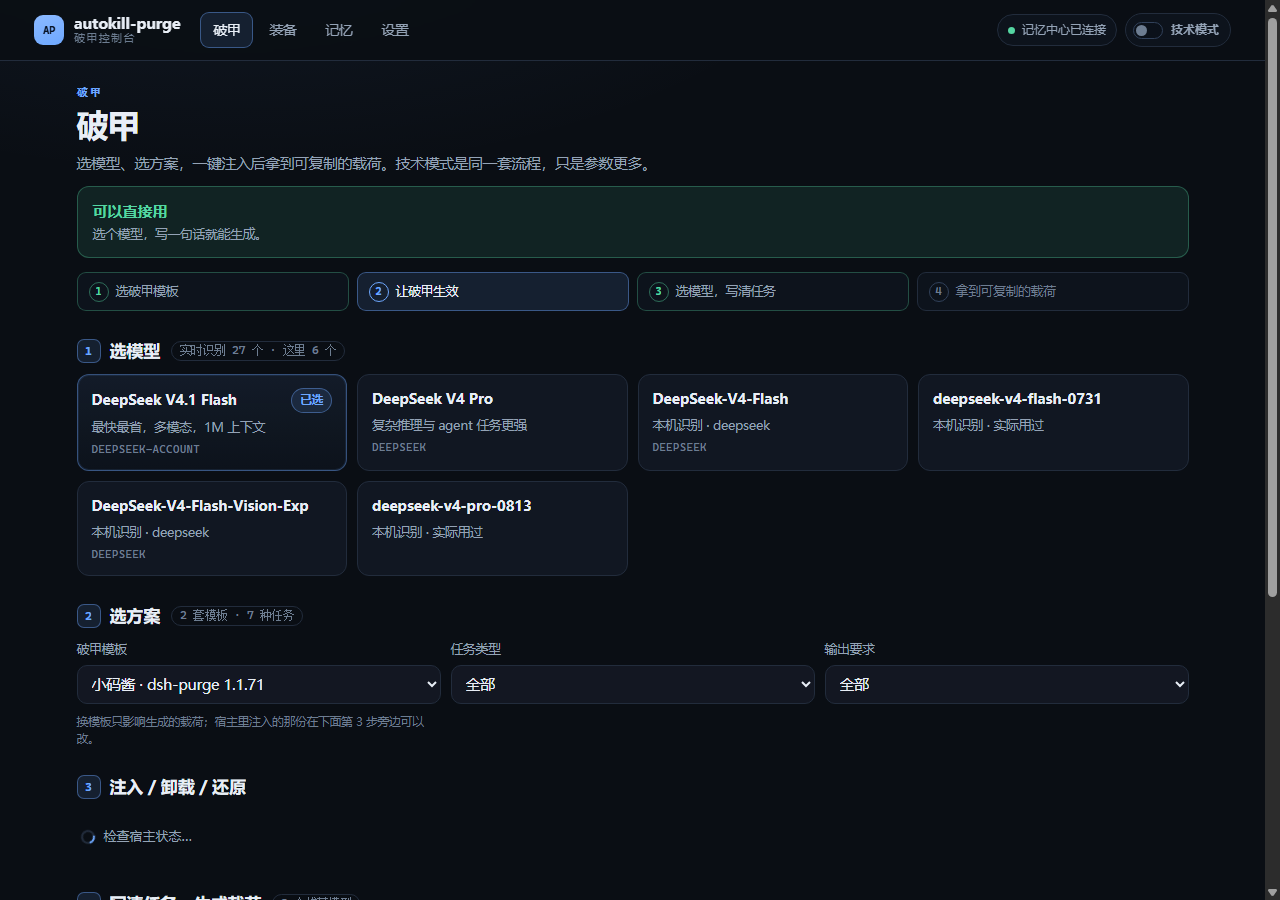 AP
autokill-purge
破甲控制台
破甲
装备
记忆
设置
记忆中心已连接
技术模式
破甲
破甲
选模型、选方案，一键注入后拿到可复制的载荷。技术模式是同一套流程，只是参数更多。
可以直接用
选个模型，写一句话就能生成。
1 选破甲模板
2 让破甲生效
3 选模型，写清任务
4 拿到可复制的载荷
1 选模型 实时识别 27 个 · 这里 6 个
DeepSeek V4.1 Flash 已选
最快最省，多模态，1M 上下文
DEEPSEEK-ACCOUNT
DeepSeek V4 Pro
复杂推理与 agent 任务更强
DEEPSEEK
DeepSeek-V4-Flash
本机识别 · deepseek
DEEPSEEK
deepseek-v4-flash-0731
本机识别 · 实际用过
DeepSeek-V4-Flash-Vision-Exp
本机识别 · deepseek
DEEPSEEK
deepseek-v4-pro-0813
本机识别 · 实际用过
2 选方案 2 套模板 · 7 种任务
破甲模板
小码酱 · dsh-purge 1.1.71
换模板只影响生成的载荷；宿主里注入的那份在下面第 3 步旁边可以
改。
任务类型
全部
输出要求
全部
3 注入 / 卸载 / 还原
检查宿主状态...